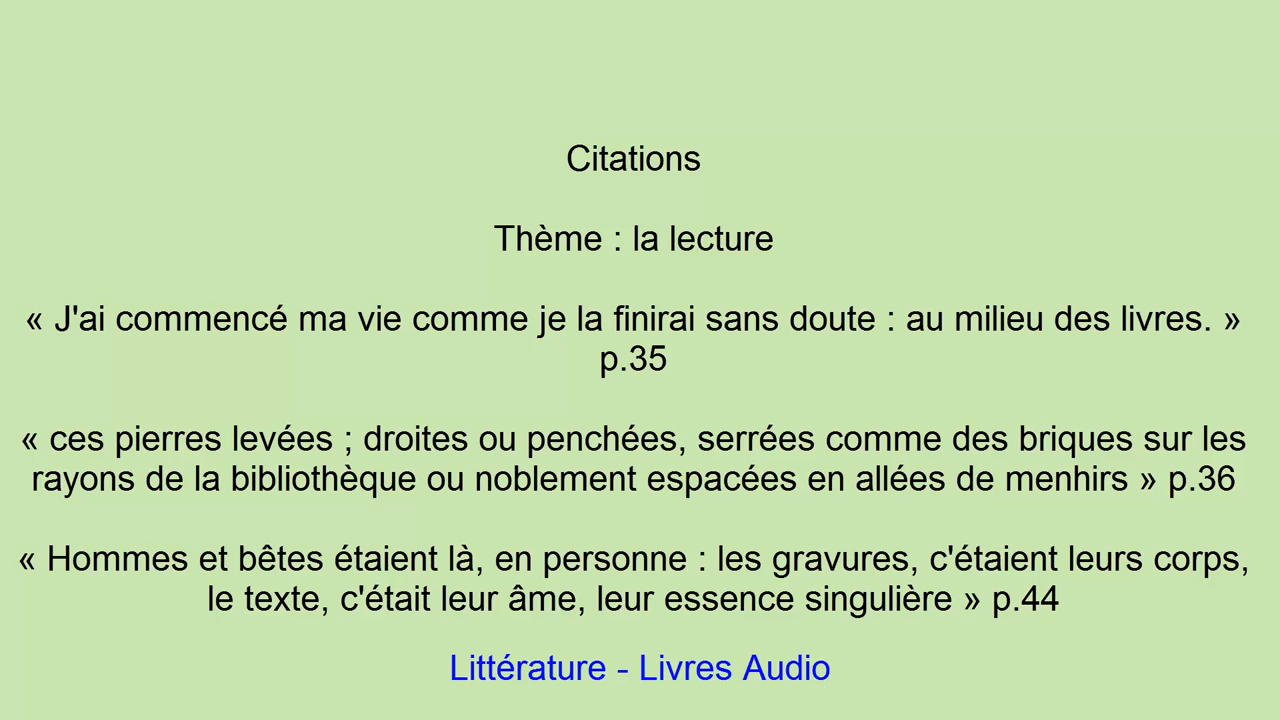 Citations
Thème : la lecture
« J'ai commencé ma vie comme je la finirai sans doute : au milieu des livres. »
p.35
« ces pierres levées ; droites ou penchées, serrées comme des briques sur les
rayons de la bibliothèque ou noblement espacées en allées de menhirs » p.36
« Hommes et bêtes étaient là, en personne : les gravures, c'étaient leurs corps,
le texte, c'était leur âme, leur essence singulière » p.44
Littérature - Livres Audio